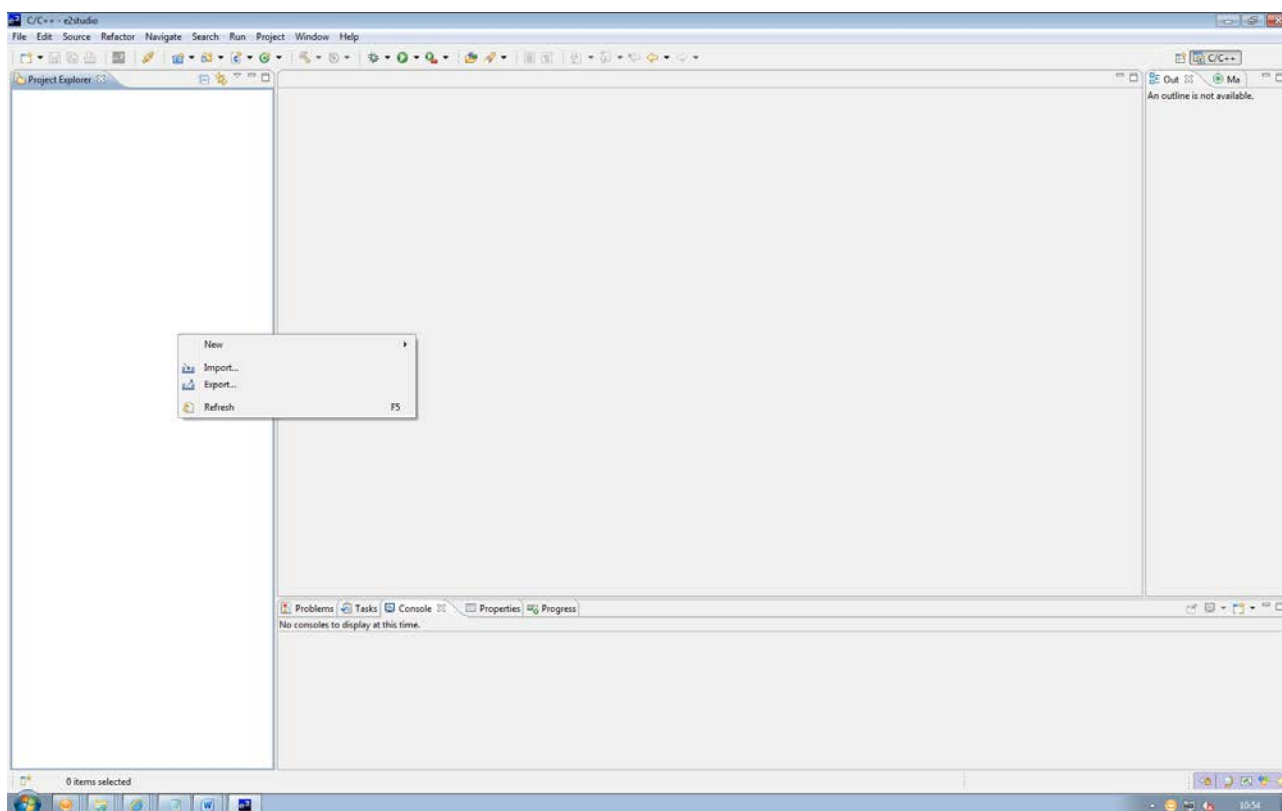 C/C++ - e2studio
File Edit Source Refactor Navigate Search Run Project Window Help
C/C++
Project Explorer
Out Ma
An outline is not available.
New
Import...
Export...
Refresh F5
Problems Tasks Console Properties Progress
No consoles to display at this time.
0 items selected
10:54